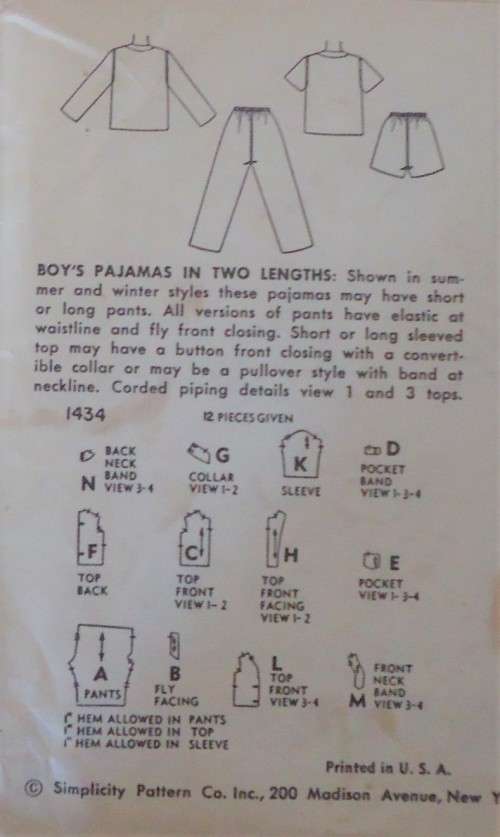 BOY'S PAJAMAS IN TWO LENGTHS: Shown in sum-
mer and winter styles these pajamas may have short
or long pants. All versions of pants have elastic at
waistline and fly front closing. Short or long sleeved
top may have a button front closing with a convert-
ible collar or may be a pullover style with band at
neckline. Corded piping details view 1 and 3 tops.
1434 12 PIECES GIVEN
BACK
NECK
BAND
N VIEW 3-4
G
COLLAR
VIEW 1-2
K
SLEEVE
D
POCKET
BAND
VIEW 1-3-4
F
TOP
BACK
C
TOP
FRONT
VIEW 1-2
H
TOP
FRONT
FACING
VIEW 1-2
E
POCKET
VIEW 1-3-4
A
PANTS
B
FLY
FACING
L
TOP
FRONT
VIEW 3-4
FRONT
NECK
BAND
M VIEW 3-4
1" HEM ALLOWED IN PANTS
1" HEM ALLOWED IN TOP
1" HEM ALLOWED IN SLEEVE
Printed in U. S. A.
© Simplicity Pattern Co. Inc., 200 Madison Avenue, New Y